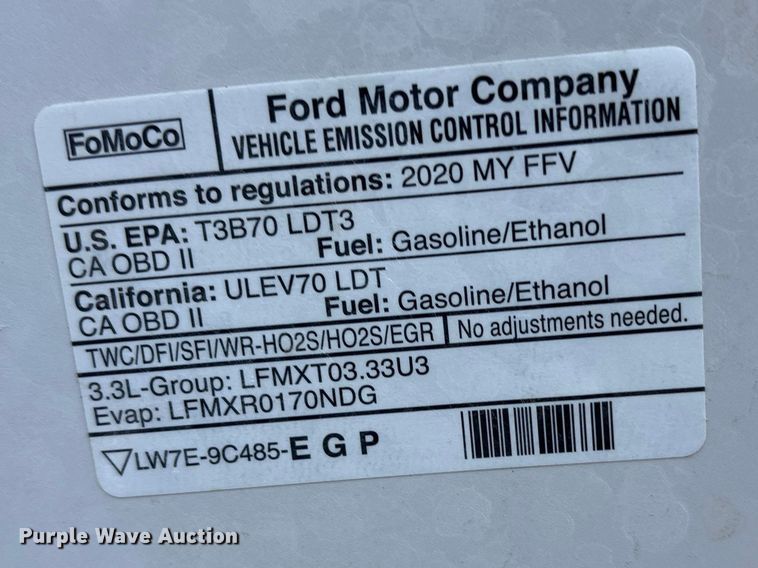 FoMoCo
Ford Motor Company
VEHICLE EMISSION CONTROL INFORMATION
Conforms to regulations: 2020 MY FFV
U.S. EPA: T3B70 LDT3
CA OBD II Fuel: Gasoline/Ethanol
California: ULEV70 LDT
CA OBD II Fuel: Gasoline/Ethanol
TWC/DFI/SFI/WR-HO2S/HO2S/EGR No adjustments needed.
3.3L-Group: LFMXT03.33U3
Evap: LFMXR0170NDG
LW7E-9C485-E G P
Purple Wave Auction